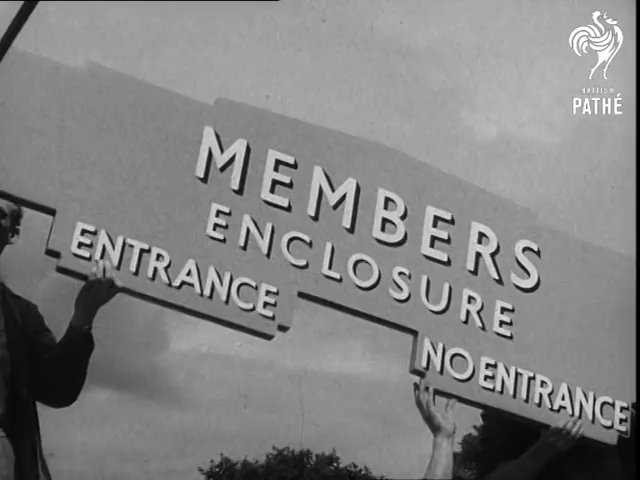 BRITISH
PATHÉ
MEMBERS
ENCLOSURE
ENTRANCE
NO ENTRANCE